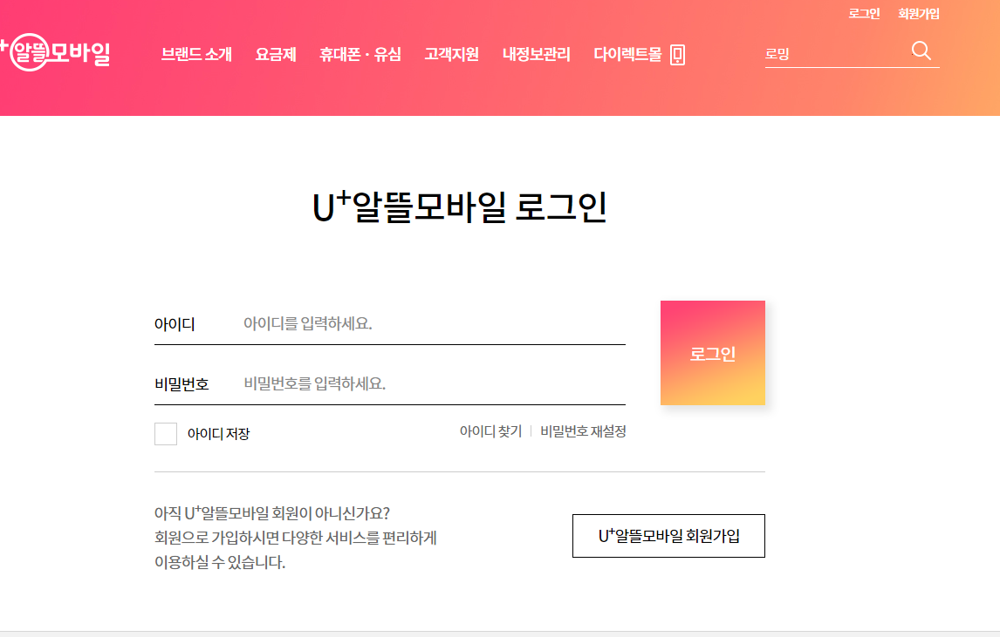 로그인 회원가입
+알뜰모바일 브랜드 소개 요금제 휴대폰 · 유심 고객지원 내정보관리 다이렉트몰 로밍
U+알뜰모바일 로그인
아이디 아이디를 입력하세요.
로그인
비밀번호 비밀번호를 입력하세요.
아이디 저장 아이디 찾기 비밀번호 재설정
아직 U+알뜰모바일 회원이 아니신가요?
회원으로 가입하시면 다양한 서비스를 편리하게
이용하실 수 있습니다.
U+알뜰모바일 회원가입